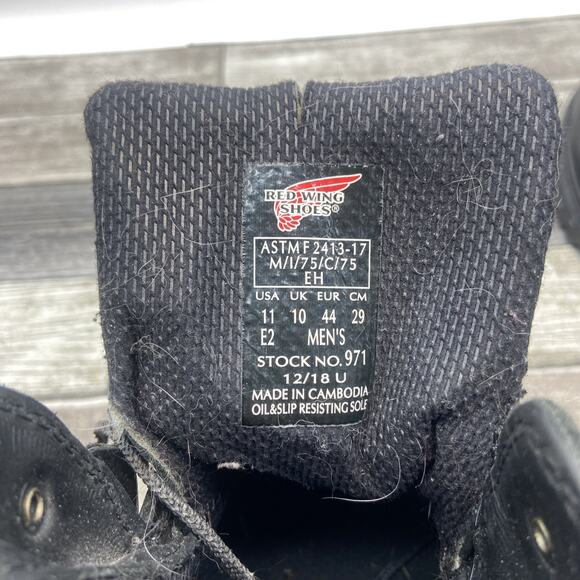 RED WING
SHOES®
ASTM F 2413-17
M/I/75/C/75
EH
USA UK EUR CM
11 10 44 29
E2 MEN'S
STOCK NO. 971
12/18 U
MADE IN CAMBODIA
OIL&SLIP RESISTING SOLE